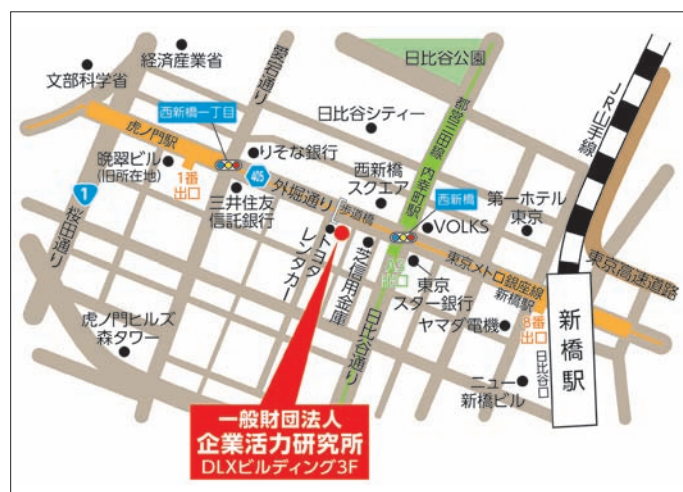 経済産業省
文部科学省
愛宕通り
日比谷公園
JR山手線
日比谷シティー
都営三田線 内幸町駅
西新橋一丁目
虎ノ門駅
りそな銀行
晩翠ビル
(旧所在地)
1番
出口
405
外堀通り
西新橋
スクエア
三井住友
信託銀行
1
桜田通り
歩道橋
西新橋
VOLKS
第一ホテル
東京
トヨタ
レンタカー
芝信用金庫
A3
出口
東京
スター銀行
東京メトロ銀座線
新橋駅
東京高速道路
虎ノ門ヒルズ
森タワー
日比谷通り
ヤマダ電機
8番
出口
日比谷口
新橋駅
ニュー
新橋ビル
一般財団法人
企業活力研究所
DLXビルディング3F